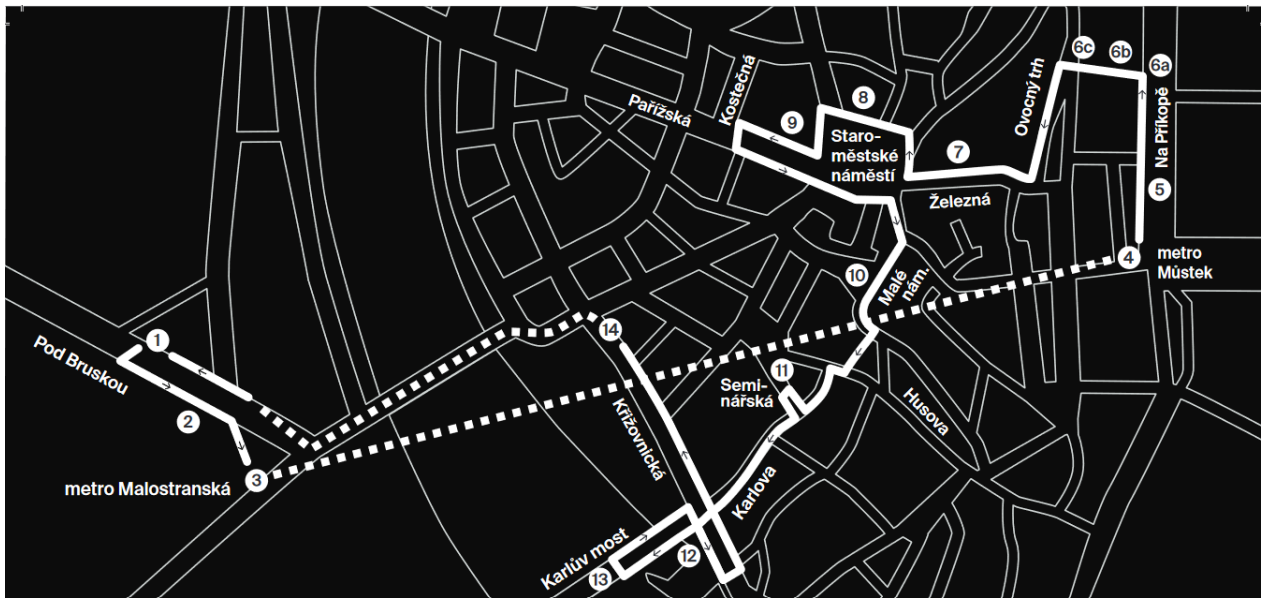 6c
6b
6a
Kostečná
8
Ovocný trh
Pařížská
9
Staro-
městské
náměstí
7
Na Příkopě
5
Železná
4
metro
Můstek
10
Malé
nám.
1
14
Pod Bruskou
11
Semi-
nářská
2
Husova
Křižovnická
3
metro Malostranská
Karlova
Karlův most
12
13